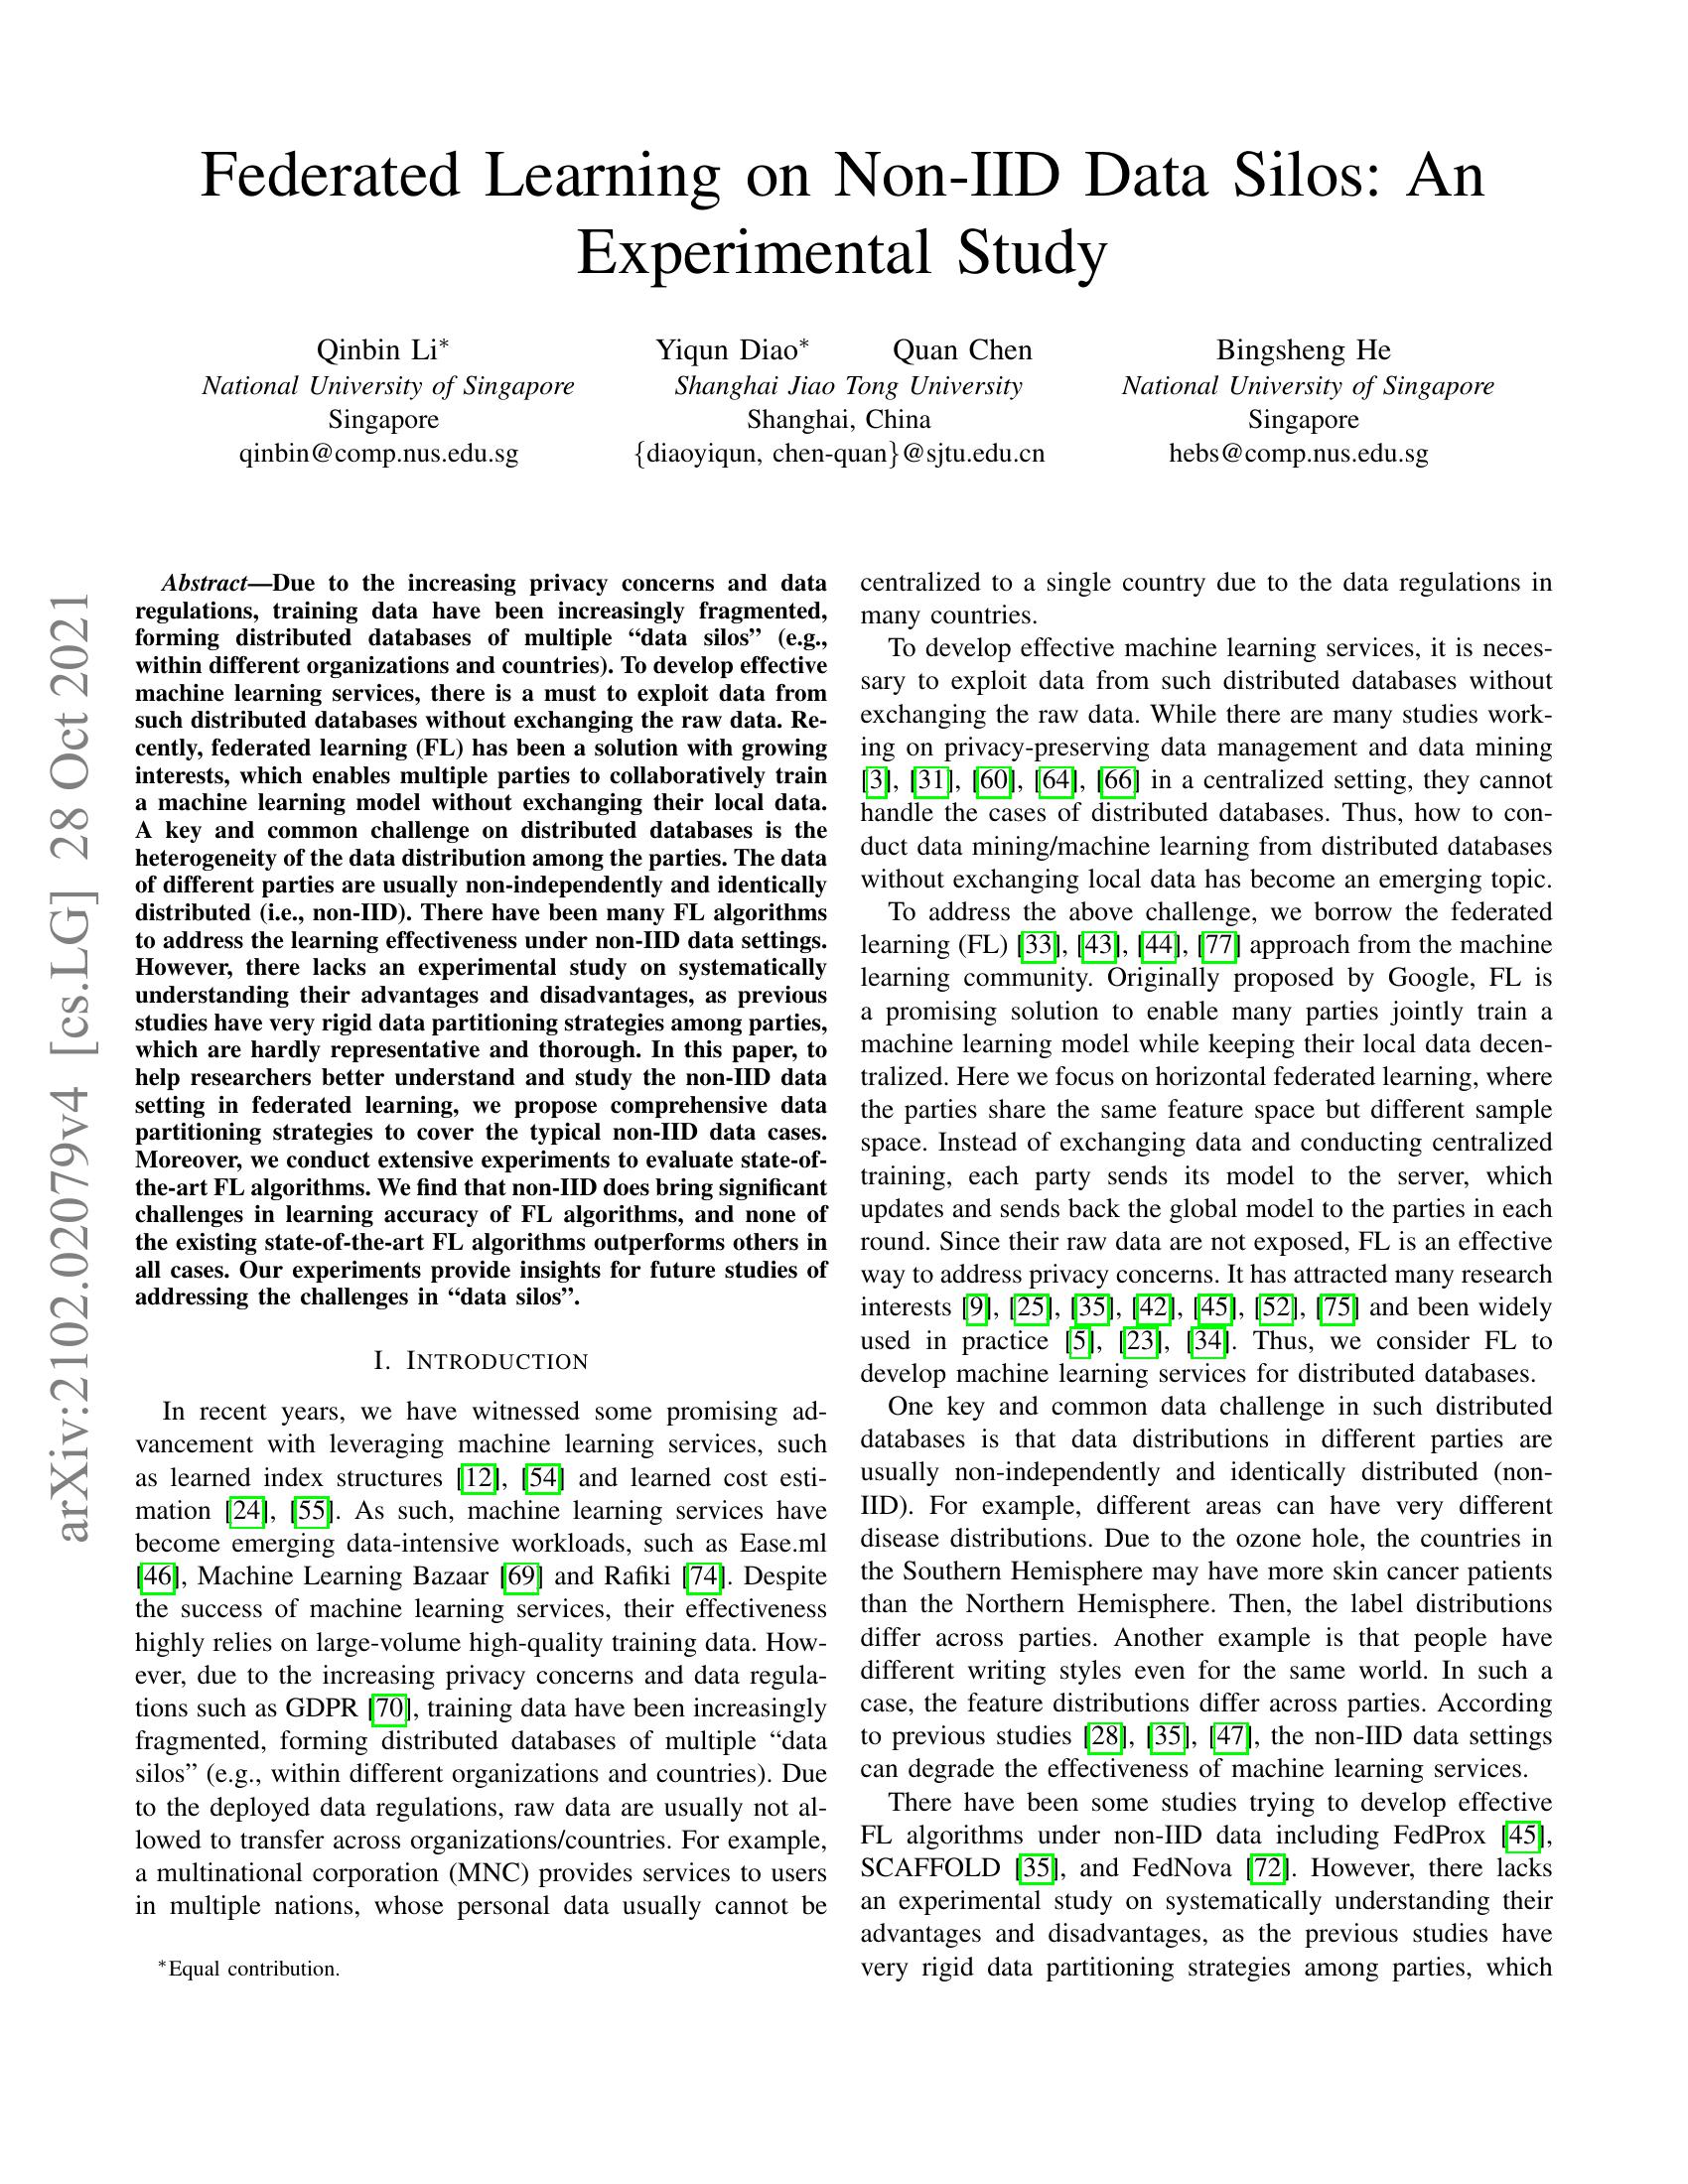 Federated Learning on Non-IID Data Silos: An
Experimental Study
Qinbin Li*
National University of Singapore
Singapore
qinbin@comp.nus.edu.sg
Yiqun Diao* Quan Chen
Shanghai Jiao Tong University
Shanghai, China
{diaoyiqun, chen-quan}@sjtu.edu.cn
Bingsheng He
National University of Singapore
Singapore
hebs@comp.nus.edu.sg
arXiv:2102.02079v4 [cs.LG] 28 Oct 2021
Abstract—Due to the increasing privacy concerns and data
regulations, training data have been increasingly fragmented,
forming distributed databases of multiple “data silos” (e.g.,
within different organizations and countries). To develop effective
machine learning services, there is a must to exploit data from
such distributed databases without exchanging the raw data. Re-
cently, federated learning (FL) has been a solution with growing
interests, which enables multiple parties to collaboratively train
a machine learning model without exchanging their local data.
A key and common challenge on distributed databases is the
heterogeneity of the data distribution among the parties. The data
of different parties are usually non-independently and identically
distributed (i.e., non-IID). There have been many FL algorithms
to address the learning effectiveness under non-IID data settings.
However, there lacks an experimental study on systematically
understanding their advantages and disadvantages, as previous
studies have very rigid data partitioning strategies among parties,
which are hardly representative and thorough. In this paper, to
help researchers better understand and study the non-IID data
setting in federated learning, we propose comprehensive data
partitioning strategies to cover the typical non-IID data cases.
Moreover, we conduct extensive experiments to evaluate state-of-
the-art FL algorithms. We find that non-IID does bring significant
challenges in learning accuracy of FL algorithms, and none of
the existing state-of-the-art FL algorithms outperforms others in
all cases. Our experiments provide insights for future studies of
addressing the challenges in “data silos”.
I. INTRODUCTION
In recent years, we have witnessed some promising ad-
vancement with leveraging machine learning services, such
as learned index structures [12], [54] and learned cost esti-
mation [24], [55]. As such, machine learning services have
become emerging data-intensive workloads, such as Ease.ml
[46], Machine Learning Bazaar [69] and Rafiki [74]. Despite
the success of machine learning services, their effectiveness
highly relies on large-volume high-quality training data. How-
ever, due to the increasing privacy concerns and data regula-
tions such as GDPR [70], training data have been increasingly
fragmented, forming distributed databases of multiple “data
silos” (e.g., within different organizations and countries). Due
to the deployed data regulations, raw data are usually not al-
lowed to transfer across organizations/countries. For example,
a multinational corporation (MNC) provides services to users
in multiple nations, whose personal data usually cannot be
*Equal contribution.
centralized to a single country due to the data regulations in
many countries.
To develop effective machine learning services, it is neces-
sary to exploit data from such distributed databases without
exchanging the raw data. While there are many studies work-
ing on privacy-preserving data management and data mining
[3], [31], [60], [64], [66] in a centralized setting, they cannot
handle the cases of distributed databases. Thus, how to con-
duct data mining/machine learning from distributed databases
without exchanging local data has become an emerging topic.
To address the above challenge, we borrow the federated
learning (FL) [33], [43], [44], [77] approach from the machine
learning community. Originally proposed by Google, FL is
a promising solution to enable many parties jointly train a
machine learning model while keeping their local data decen-
tralized. Here we focus on horizontal federated learning, where
the parties share the same feature space but different sample
space. Instead of exchanging data and conducting centralized
training, each party sends its model to the server, which
updates and sends back the global model to the parties in each
round. Since their raw data are not exposed, FL is an effective
way to address privacy concerns. It has attracted many research
interests [9], [25], [35], [42], [45], [52], [75] and been widely
used in practice [5], [23], [34]. Thus, we consider FL to
develop machine learning services for distributed databases.
One key and common data challenge in such distributed
databases is that data distributions in different parties are
usually non-independently and identically distributed (non-
IID). For example, different areas can have very different
disease distributions. Due to the ozone hole, the countries in
the Southern Hemisphere may have more skin cancer patients
than the Northern Hemisphere. Then, the label distributions
differ across parties. Another example is that people have
different writing styles even for the same world. In such a
case, the feature distributions differ across parties. According
to previous studies [28], [35], [47], the non-IID data settings
can degrade the effectiveness of machine learning services.
There have been some studies trying to develop effective
FL algorithms under non-IID data including FedProx [45],
SCAFFOLD [35], and FedNova [72]. However, there lacks
an experimental study on systematically understanding their
advantages and disadvantages, as the previous studies have
very rigid data partitioning strategies among parties, which